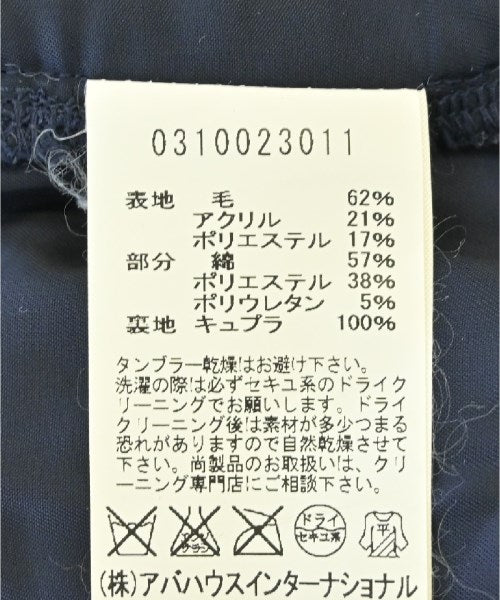 0310023011
表地 毛 62%
アクリル 21%
ポリエステル 17%
部分 綿 57%
ポリエステル 38%
ポリウレタン 5%
裏地 キュプラ 100%
タンブラー乾燥はお避け下さい。
洗濯の際は必ずセキユ系のドライク
リーニングでお願いします。ドライ
クリーニング後は素材が多少つまる
恐れがありますので自然乾燥させて
下さい。尚製品のお取扱いは、クリ
ーニング専門店にご相談下さい。
エンソサラシ ドライ セキユ系 平
(株)アバハウスインターナショナル